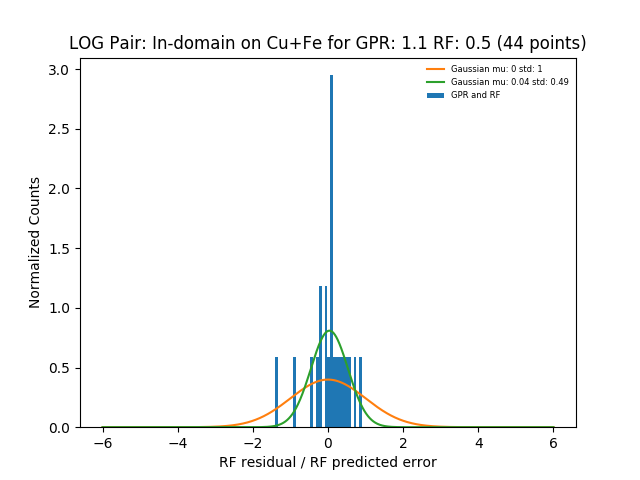 LOG Pair: In-domain on Cu+Fe for GPR: 1.1 RF: 0.5 (44 points)
Gaussian mu: 0 std: 1
Gaussian mu: 0.04 std: 0.49
GPR and RF
Normalized Counts
3.0
2.5
2.0
1.5
1.0
0.5
0.0
−6 −4 −2 0 2 4 6
RF residual / RF predicted error